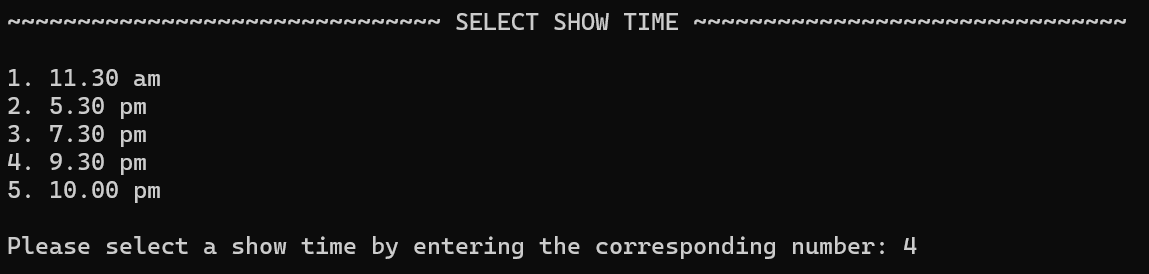 ~~~~~~~~~~~~~~~~~~~~~~~~~~~~~~~ SELECT SHOW TIME ~~~~~~~~~~~~~~~~~~~~~~~~~~~~~~~
1. 11.30 am
2. 5.30 pm
3. 7.30 pm
4. 9.30 pm
5. 10.00 pm
Please select a show time by entering the corresponding number: 4